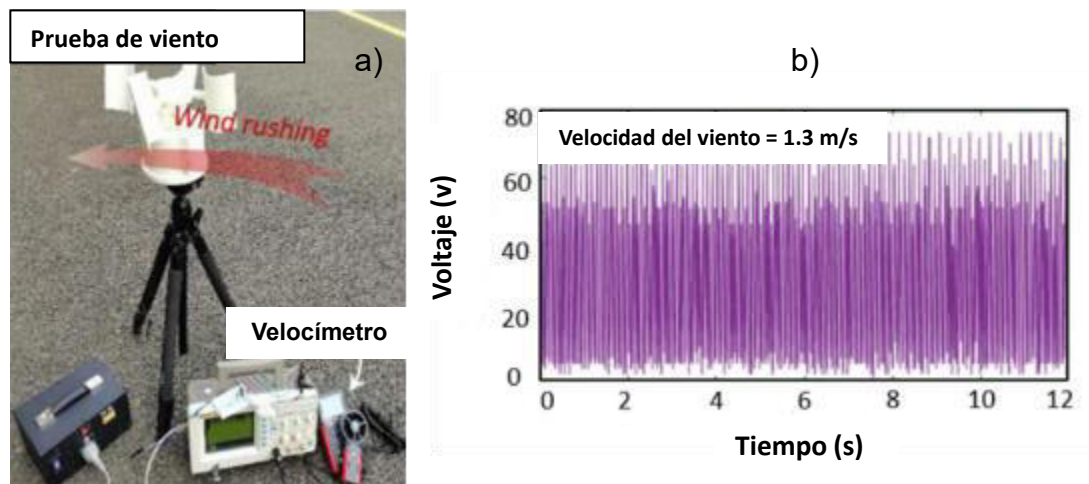 Prueba de viento
a)
Wind rushing
Velocímetro
b)
Velocidad del viento = 1.3 m/s
Voltaje (v)
80
60
40
20
0
0 2 4 6 8 10 12
Tiempo (s)